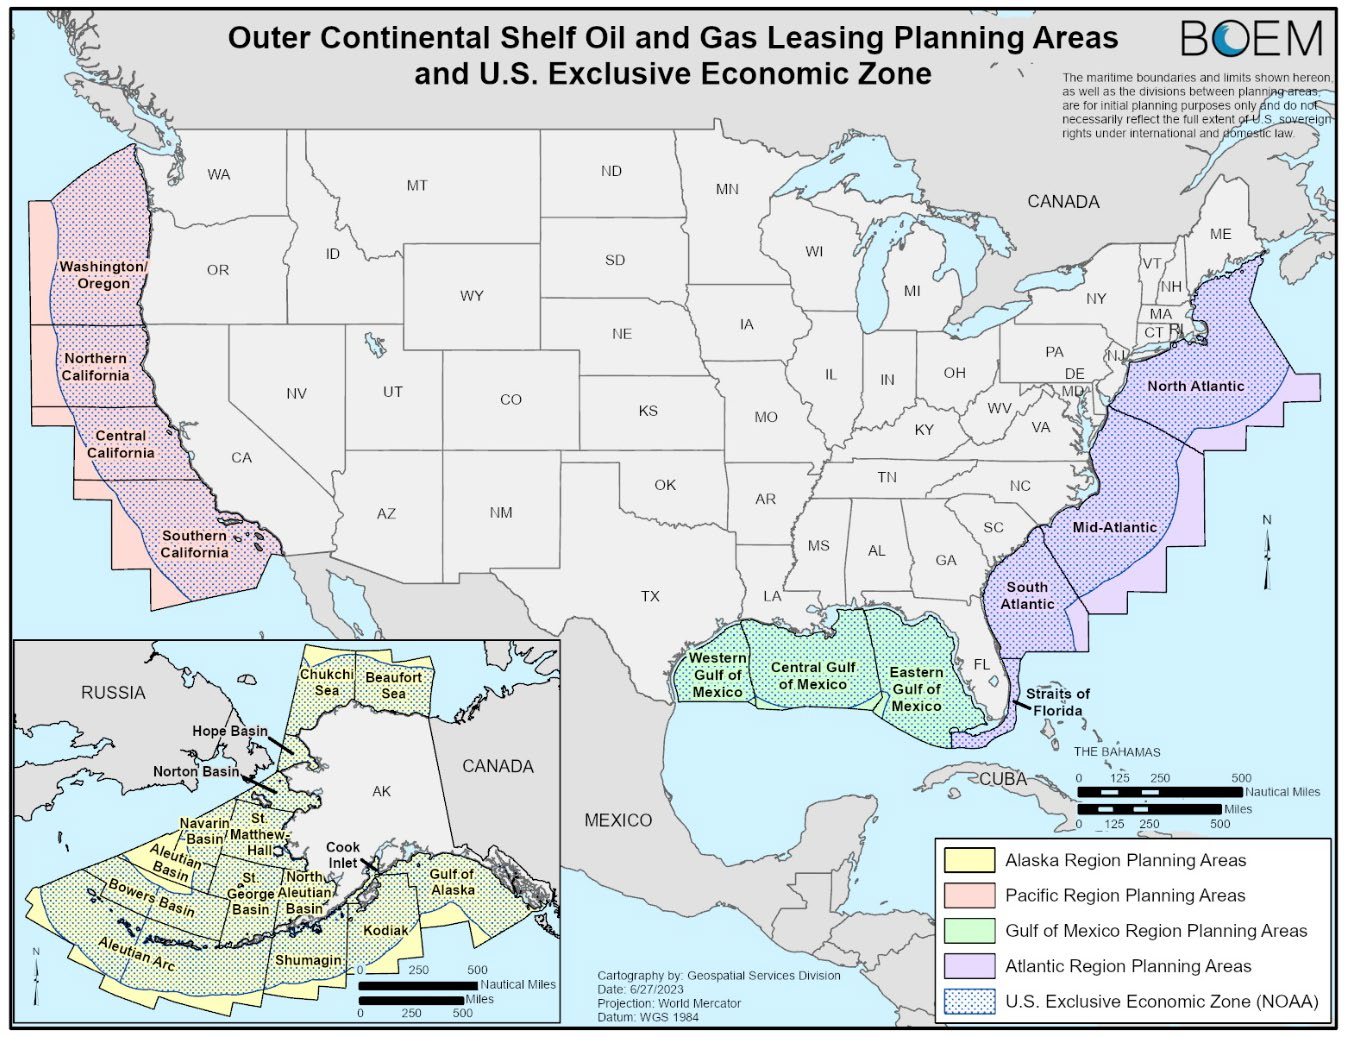 Outer Continental Shelf Oil and Gas Leasing Planning Areas
and U.S. Exclusive Economic Zone
BOEM
The maritime boundaries and limits shown hereon,
as well as the divisions between planning areas,
are for initial planning purposes only and do not
necessarily reflect the full extent of U.S. sovereign
rights under international and domestic law.
CANADA
WA
MT
ND
MN
ME
OR
ID
WY
SD
WI
MI
VT
NH
NY
MA
CT
RI
NE
IA
PA
NJ
NV
UT
CO
KS
IL
IN
OH
DE
MD
WV
VA
MO
KY
CA
AZ
NM
OK
AR
TN
NC
SC
MS
AL
GA
TX
LA
FL
Washington/
Oregon
Northern
California
Central
California
Southern
California
North Atlantic
Mid-Atlantic
South
Atlantic
Straits of
Florida
Western
Gulf of
Mexico
Central Gulf
of Mexico
Eastern
Gulf of
Mexico
THE BAHAMAS
CUBA
MEXICO
N
0 125 250 500
Nautical Miles
Miles
0 125 250 500
RUSSIA
CANADA
AK
Chukchi
Sea
Beaufort
Sea
Hope Basin
Norton Basin
Navarin
Basin
St.
Matthew-
Hall
Aleutian
Basin
Bowers Basin
St.
George
Basin
North
Aleutian
Basin
Cook
Inlet
Gulf of
Alaska
Kodiak
Shumagin
Aleutian Arc
N
0 250 500
Nautical Miles
Miles
0 250 500
Cartography by: Geospatial Services Division
Date: 6/27/2023
Projection: World Mercator
Datum: WGS 1984
Alaska Region Planning Areas
Pacific Region Planning Areas
Gulf of Mexico Region Planning Areas
Atlantic Region Planning Areas
U.S. Exclusive Economic Zone (NOAA)